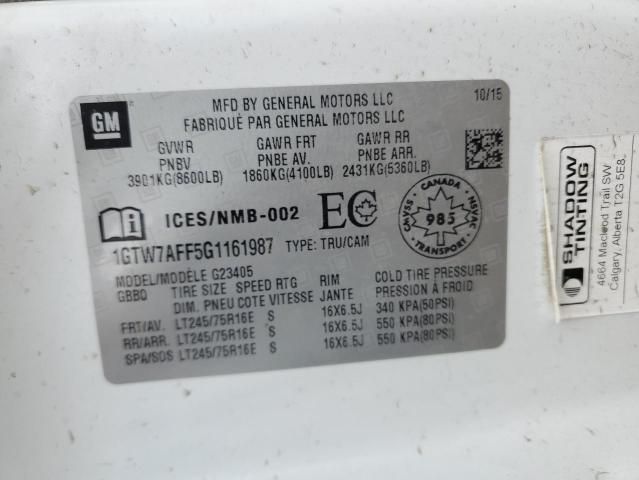 GM
MFD BY GENERAL MOTORS LLC 10/15
FABRIQUÉ PAR GENERAL MOTORS LLC
GVWR GAWR FRT GAWR RR
PNBV PNBE AV. PNBE ARR.
3901KG(8600LB) 1860KG(4100LB) 2431KG(5360LB)
ICES/NMB-002 EC
CANADA
CMVSS 985 NSVAC
TRANSPORT
1GTW7AFF5G1161987 TYPE: TRU/CAM
MODEL/MODÈLE G23405
GBBO TIRE SIZE SPEED RTG RIM COLD TIRE PRESSURE
DIM. PNEU COTE VITESSE JANTE PRESSION À FROID
FRT/AV. LT245/75R16E S 16X6.5J 340 KPA(50PSI)
RR/ARR. LT245/75R16E S 16X6.5J 550 KPA(80PSI)
SPA/SDS LT245/75R16E S 16X6.5J 550 KPA(80PSI)
SHADOW
TINTING
4664 Macleod Trail SW
Calgary, Alberta T2G 5E8,